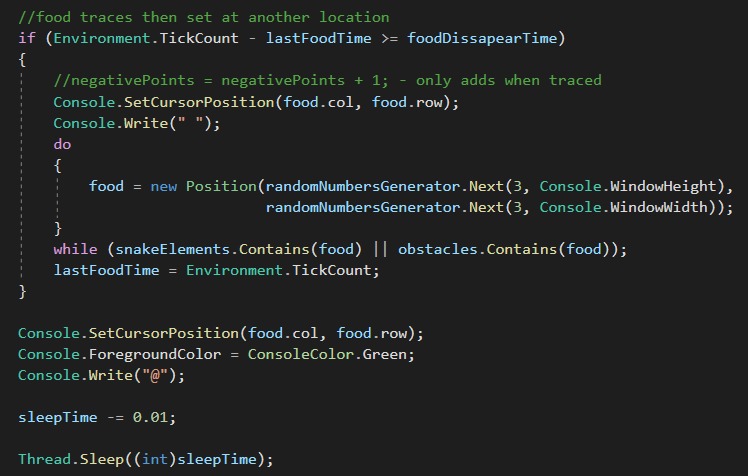 //food traces then set at another location
if (Environment.TickCount - lastFoodTime >= foodDissapearTime)
{
    //negativePoints = negativePoints + 1; - only adds when traced
    Console.SetCursorPosition(food.col, food.row);
    Console.Write(" ");
    do
    {
        food = new Position(randomNumbersGenerator.Next(3, Console.WindowHeight),
                            randomNumbersGenerator.Next(3, Console.WindowWidth));
    }
    while (snakeElements.Contains(food) || obstacles.Contains(food));
    lastFoodTime = Environment.TickCount;
}

Console.SetCursorPosition(food.col, food.row);
Console.ForegroundColor = ConsoleColor.Green;
Console.Write("@");

sleepTime -= 0.01;

Thread.Sleep((int)sleepTime);